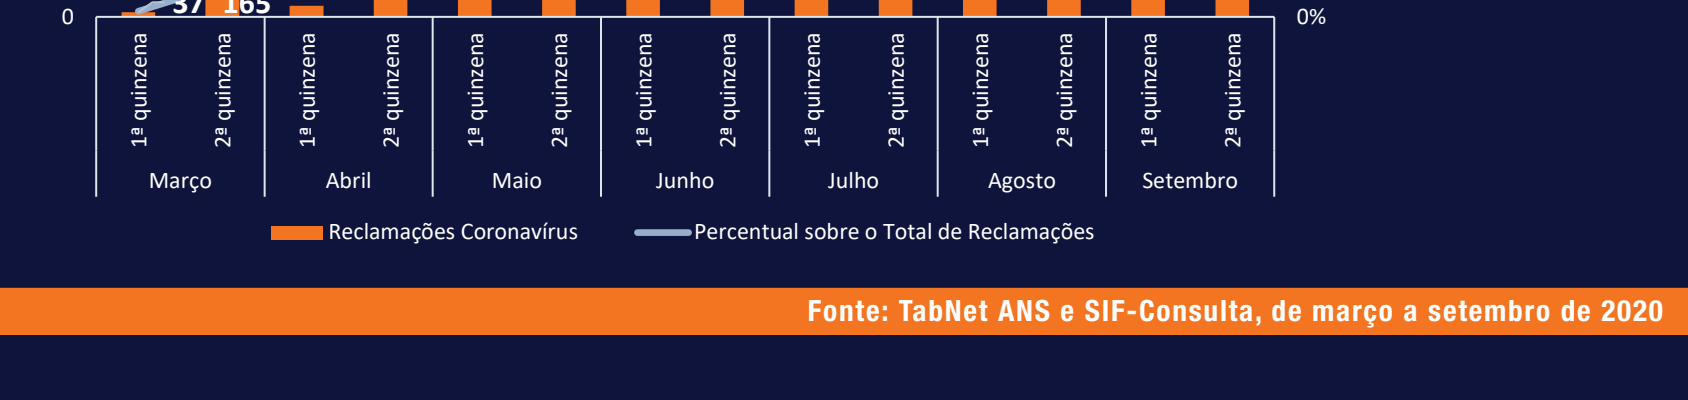 37 165
0
0%
1ª quinzena
2ª quinzena
1ª quinzena
2ª quinzena
1ª quinzena
2ª quinzena
1ª quinzena
2ª quinzena
1ª quinzena
2ª quinzena
1ª quinzena
2ª quinzena
1ª quinzena
2ª quinzena
Março Abril Maio Junho Julho Agosto Setembro
Reclamações Coronavírus Percentual sobre o Total de Reclamações
Fonte: TabNet ANS e SIF-Consulta, de março a setembro de 2020